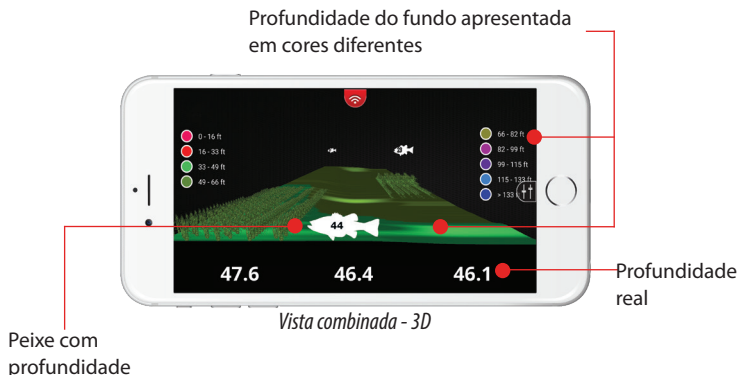 Profundidade do fundo apresentada
em cores diferentes
0 - 16 ft
16 - 33 ft
33 - 49 ft
49 - 66 ft
66 - 82 ft
82 - 99 ft
99 - 115 ft
115 - 133 ft
> 133
44
47.6 46.4 46.1
Profundidade
real
Vista combinada - 3D
Peixe com
profundidade